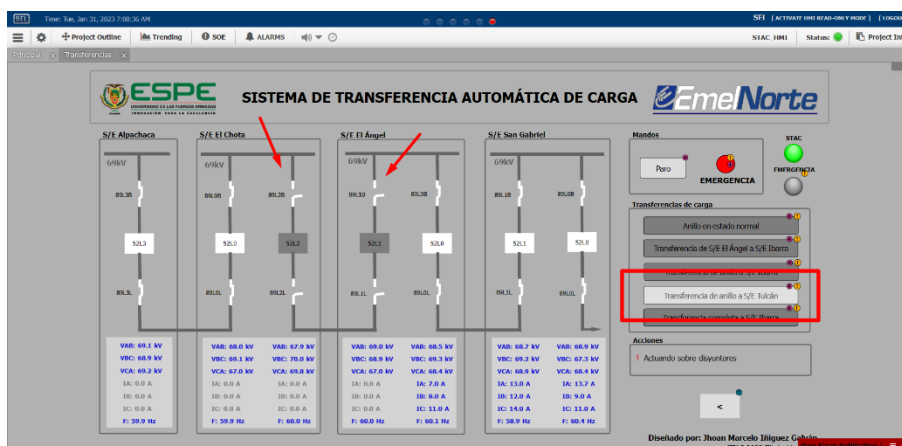 SEL Time: Tue, Jan 31, 2023 7:08:36 AM SEL [ACTIVATE HMI READ-ONLY MODE] [LOGOUT
Project Outline Trending SOE ALARMS STAC_HMI Status: Project Int
Principal X Transferencias X
ESPE
UNIVERSIDAD DE LAS FUERZAS ARMADAS
INNOVACIÓN PARA LA EXCELENCIA
SISTEMA DE TRANSFERENCIA AUTOMÁTICA DE CARGA
EmelNorte
S/E Alpachaca S/E El Chota S/E El Ángel S/E San Gabriel Mandos STAC
69kV 69kV 69kV 69kV
Paro EMERGENCIA EMERGENCIA
Transferencias de carga
Anillo en estado normal
52L3 52L0 52L2 52L1 52L0 52L1 52L0
Transferencia de S/E El Ángel a S/E Ibarra
Transferencia de anillo a S/E Tulcán
Transferencia completa a S/E Ibarra
89L3L 89L0L 89L2L 89L1L 89L0L 89L1L 89L0L
Acciones
! Actuando sobre disyuntores
VAB: 69.1 kV VAB: 68.0 kV VAB: 67.9 kV VAB: 69.0 kV VAB: 68.5 kV VAB: 68.7 kV VAB: 68.9 kV
VBC: 68.9 kV VBC: 69.1 kV VBC: 70.0 kV VBC: 68.9 kV VBC: 69.3 kV VBC: 69.2 kV VBC: 67.3 kV
VCA: 69.2 kV VCA: 67.0 kV VCA: 69.8 kV VCA: 67.0 kV VCA: 68.4 kV VCA: 68.9 kV VCA: 68.4 kV
IA: 0.0 A IA: 0.0 A IA: 0.0 A IA: 0.0 A IA: 7.0 A IA: 13.0 A IA: 13.7 A
IB: 0.0 A IB: 0.0 A IB: 0.0 A IB: 0.0 A IB: 8.0 A IB: 12.0 A IB: 9.0 A
IC: 0.0 A IC: 0.0 A IC: 0.0 A IC: 0.0 A IC: 11.0 A IC: 14.0 A IC: 11.0 A
F: 59.9 Hz F: 59.9 Hz F: 60.0 Hz F: 60.0 Hz F: 60.1 Hz F: 58.9 Hz F: 60.4 Hz
<
Diseñado por: Jhoan Marcelo Iñiguez Galván